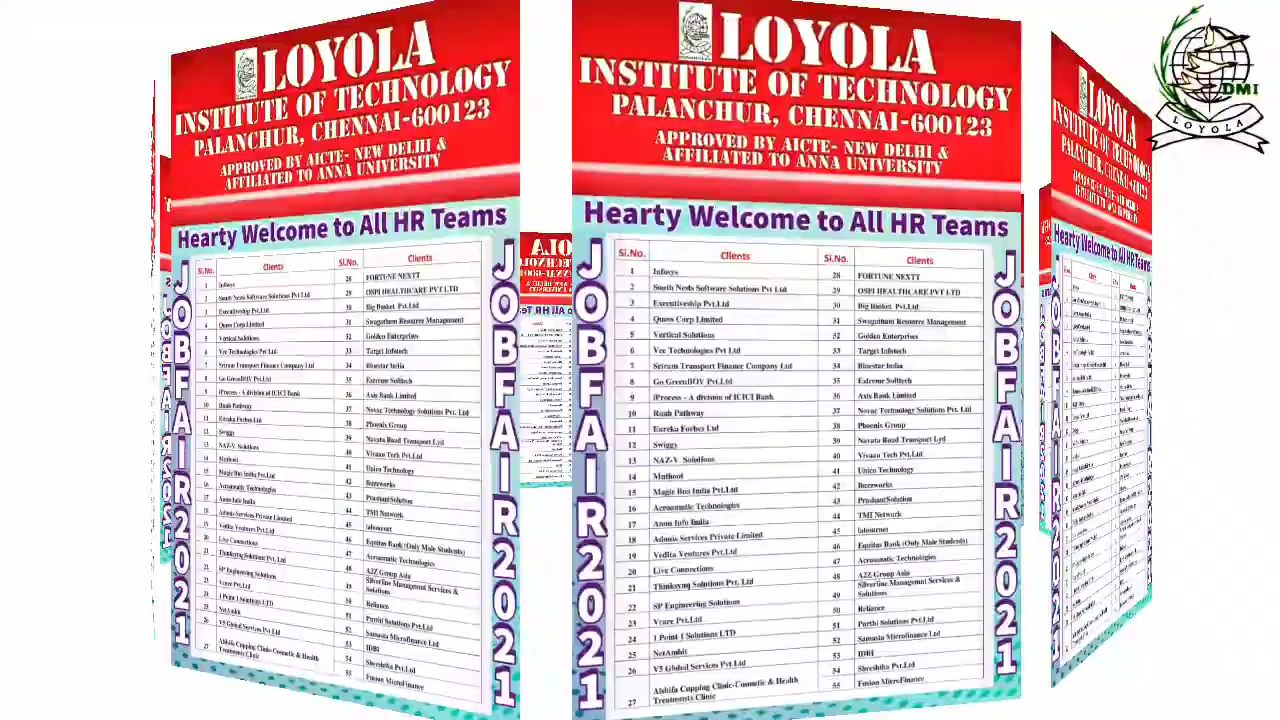 LOYOLA
INSTITUTE OF TECHNOLOGY
PALANCHUR, CHENNAI-600123
APPROVED BY AICTE- NEW DELHI &
AFFILIATED TO ANNA UNIVERSITY
Hearty Welcome to All HR Teams
JOB FAIR 2021
Sl.No. Clients Sl.No. Clients
1 Infosys 28 FORTUNE NEXTT
2 South Nests Software Solutions Pvt Ltd 29 OSPI HEALTHCARE PVT LTD
3 Executiveship Pvt.Ltd 30 Big Basket Pvt.Ltd
4 Quess Corp Limited 31 Swagatham Resource Management
5 Vertical Solutions 32 Golden Enterprises
6 Vee Technologies Pvt Ltd 33 Target Infotech
7 Sriram Transport Finance Company Ltd 34 Bluestar India
8 Go GreenBOV Pvt.Ltd 35 Extreme Solltech
9 iProcess - A division of ICICI Bank 36 Axis Bank Limited
10 Ruah Pathway 37 Novac Technology Solutions Pvt. Ltd
11 Eureka Forbes Ltd 38 Phoenix Group
12 Swiggy 39 Navata Road Transport Lyd
13 NAZ-V Solutions 40 Vivaao Tech Pvt.Ltd
14 Muthoot 41 Unico Technology
15 Magic Bus India Pvt.Ltd 42 Buzzworks
16 Acroamatic Technologies 43 PrashantSolution
17 Anom Info India 44 TMI Network
18 Adonis Services Private Limited 45 labournet
19 Vedita Ventures Pvt.Ltd 46 Equitus Bank (Only Male Students)
20 Live Connections 47 Acroamatic Technologies
21 Thinksynq Solutions Pvt. Ltd 48 A2Z Group Asia
22 SP Engineering Solutions 49 Silverline Managemnt Services & Solutions
23 Vcare Pvt.Ltd 50 Reliance
24 1 Point 1 Solutions LTD 51 Purthi Solutions Pvt.Ltd
25 NetAmbit 52 Samasta Microfinance Ltd
26 V5 Global Services Pvt Ltd 53 IDBI
27 Alshifa Cupping Clinic-Cosmetic & Health Treatments Clinic 54 Shreshtha Pvt.Ltd
55 Fusion MicroFinance
DMI
LOYOLA